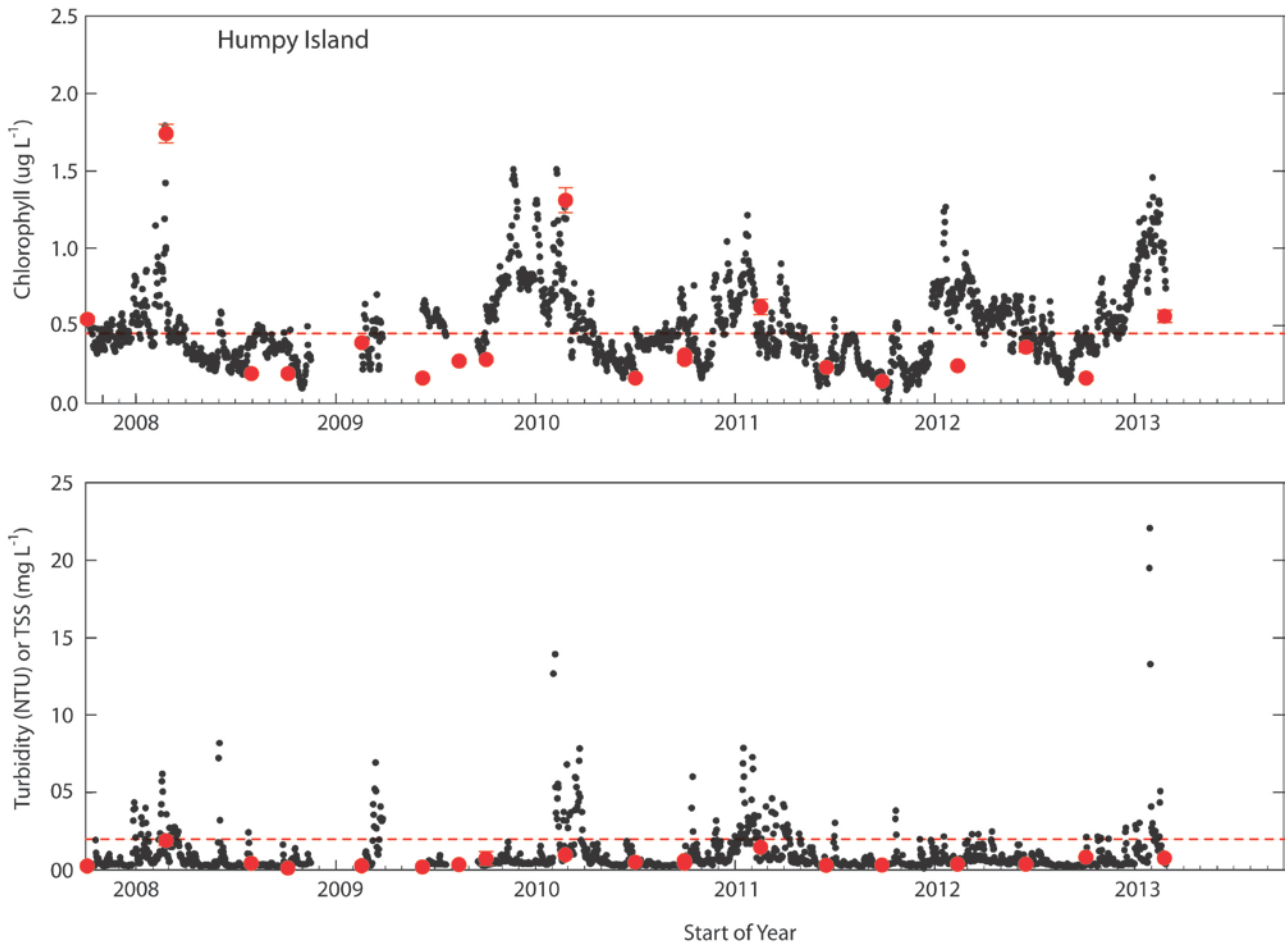 Humpy Island
Chlorophyll (ug L-1)
2.5
2.0
1.5
1.0
0.5
0.0
2008 2009 2010 2011 2012 2013
Turbidity (NTU) or TSS (mg L-1)
25
20
15
10
05
00
2008 2009 2010 2011 2012 2013
Start of Year